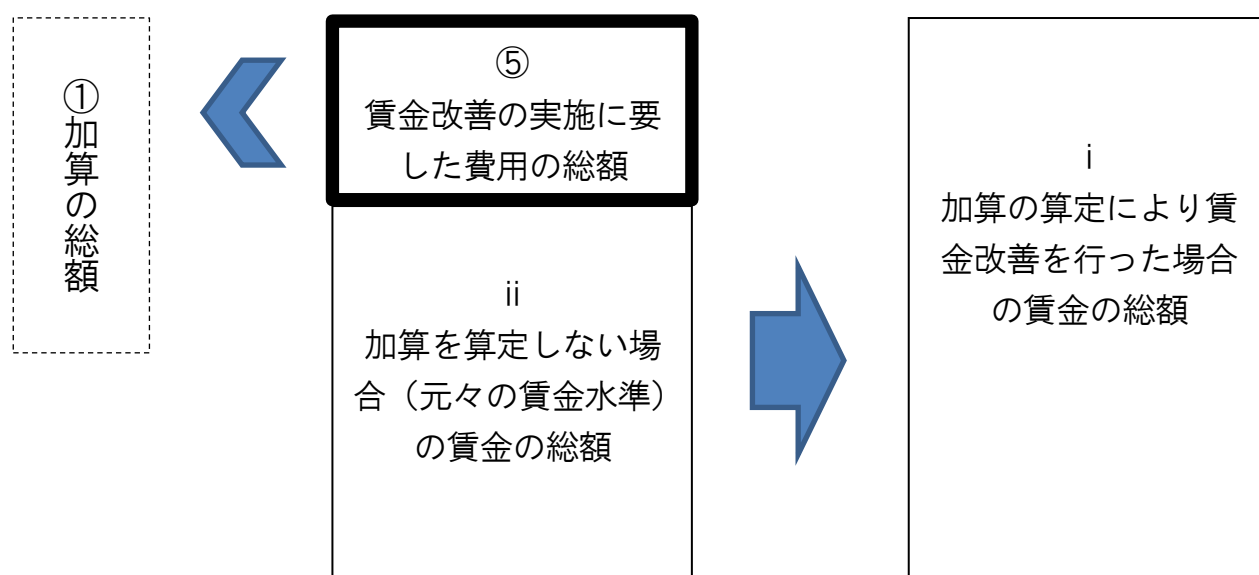 ①加算の総額
⑤
賃金改善の実施に要
した費用の総額
ⅱ
加算を算定しない場
合（元々の賃金水準）
の賃金の総額
ⅰ
加算の算定により賃
金改善を行った場合
の賃金の総額